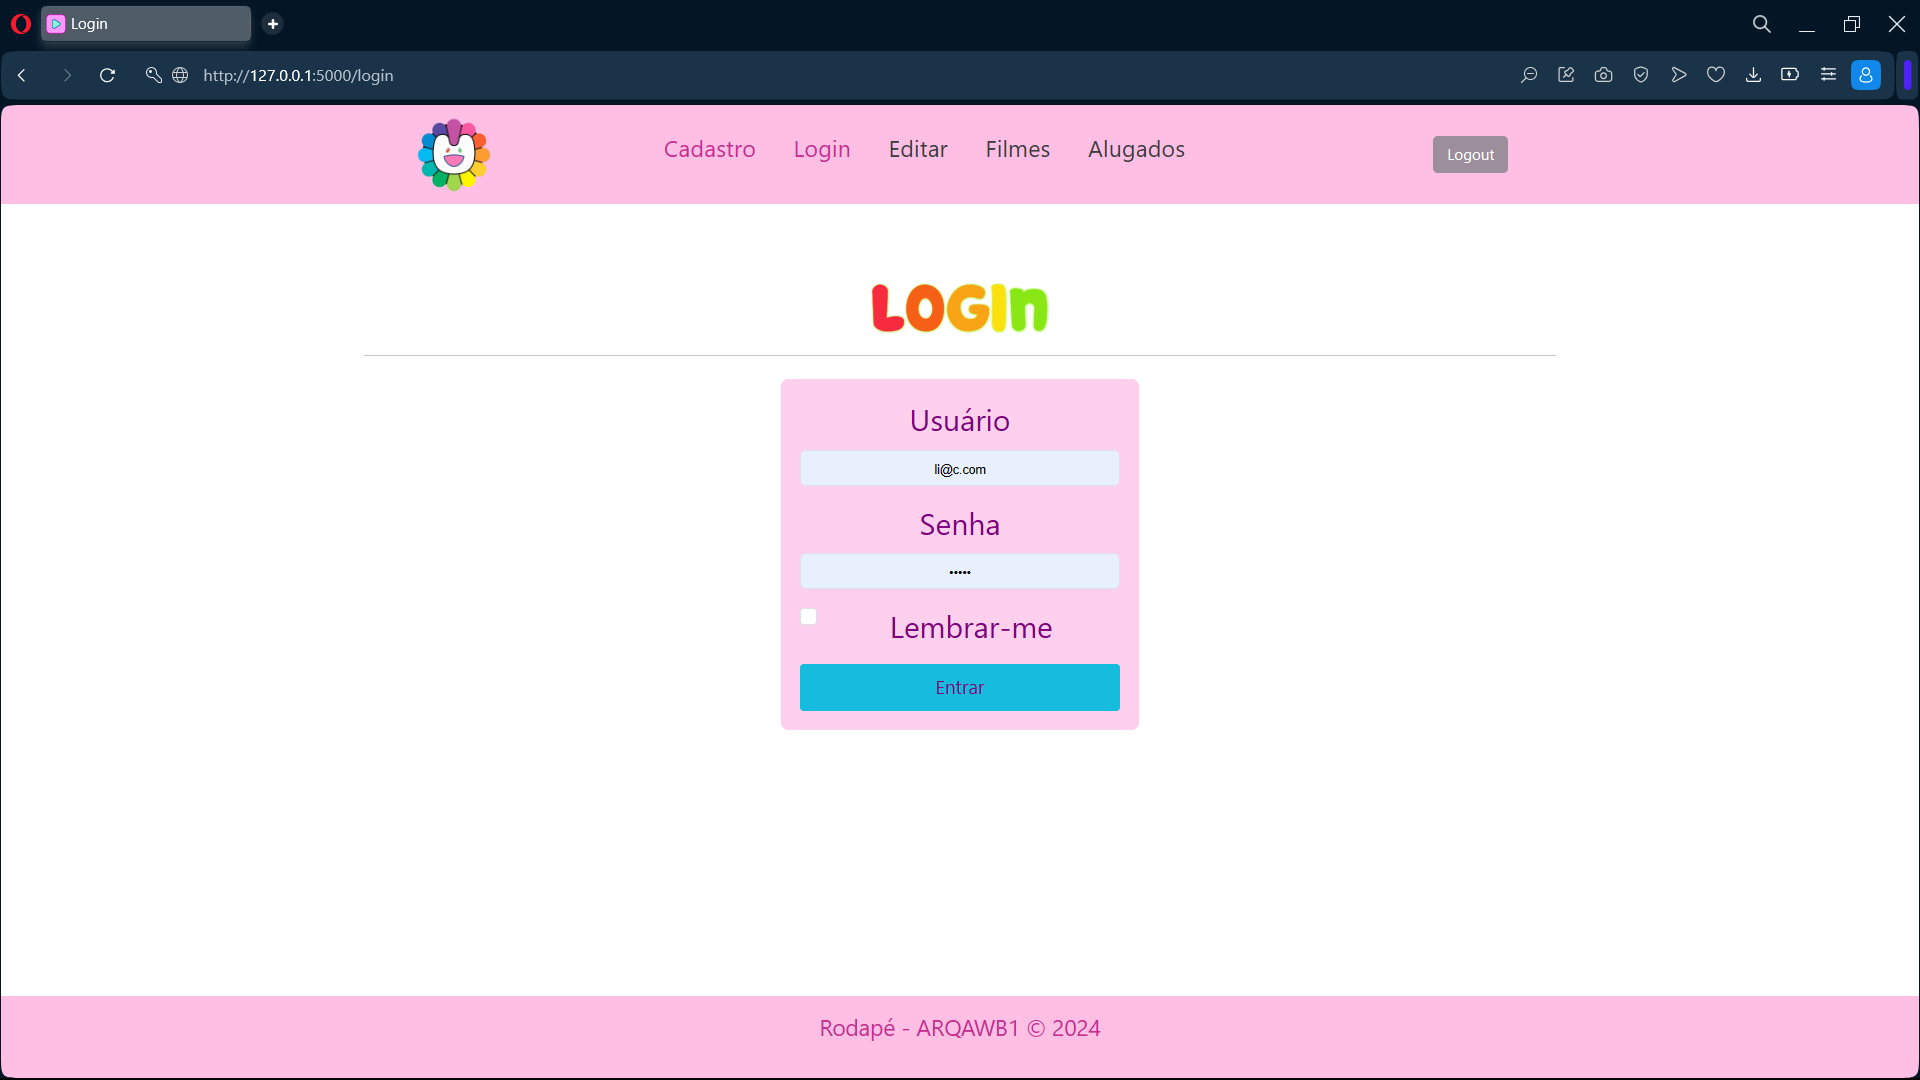 Login
http://127.0.0.1:5000/login
Cadastro Login Editar Filmes Alugados Logout
LOGIn
Usuário
li@c.com
Senha
•••••
Lembrar-me
Entrar
Rodapé - ARQAWB1 © 2024